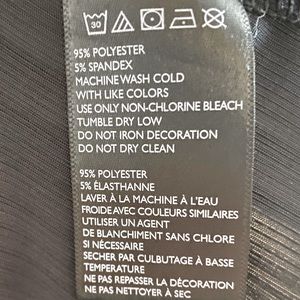 30
95% POLYESTER
5% SPANDEX
MACHINE WASH COLD
WITH LIKE COLORS
USE ONLY NON-CHLORINE BLEACH
TUMBLE DRY LOW
DO NOT IRON DECORATION
DO NOT DRY CLEAN
95% POLYESTER
5% ÉLASTHANNE
LAVER À LA MACHINE À L'EAU
FROIDE AVEC COULEURS SIMILAIRES
UTILISER UN AGENT
DE BLANCHIMENT SANS CHLORE
SI NÉCESSAIRE
SECHER PAR CULBUTAGE À BASSE
TEMPERATURE
NE PAS REPASSER LA DÉCORATION
NE PAS NETTOYER À SEC